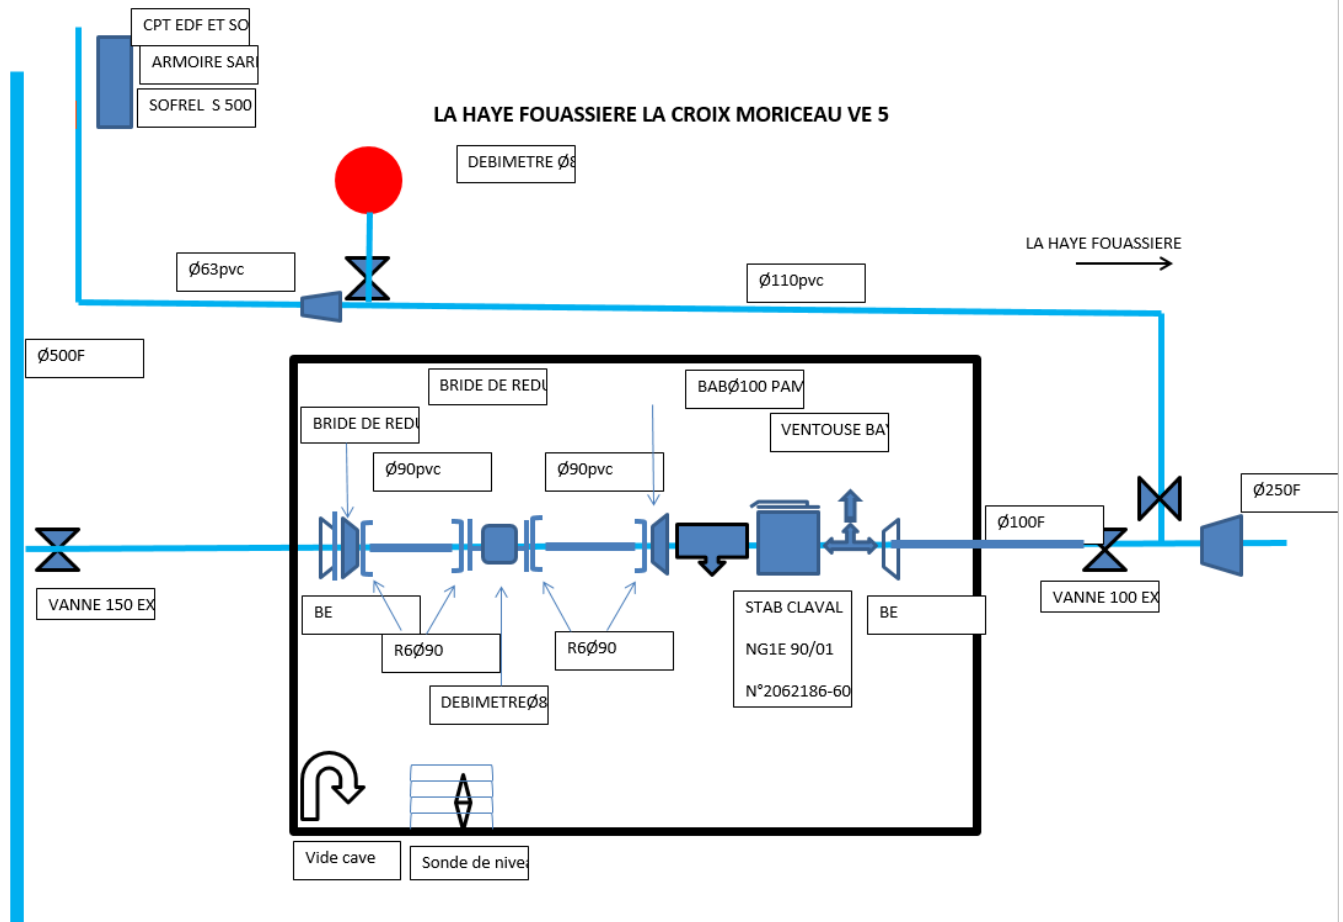 CPT EDF ET SO
ARMOIRE SARI
SOFREL S 500
LA HAYE FOUASSIERE LA CROIX MORICEAU VE 5
DEBIMETRE Ø8
LA HAYE FOUASSIERE
Ø63pvc
Ø110pvc
Ø500F
BRIDE DE REDU
BABØ100 PAM
BRIDE DE REDU
VENTOUSE BAY
Ø90pvc
Ø90pvc
Ø250F
Ø100F
VANNE 150 EX
BE
STAB CLAVAL
NG1E 90/01
N°2062186-60
BE
VANNE 100 EX
R6Ø90
R6Ø90
DEBIMETREØ8
Vide cave
Sonde de nivea